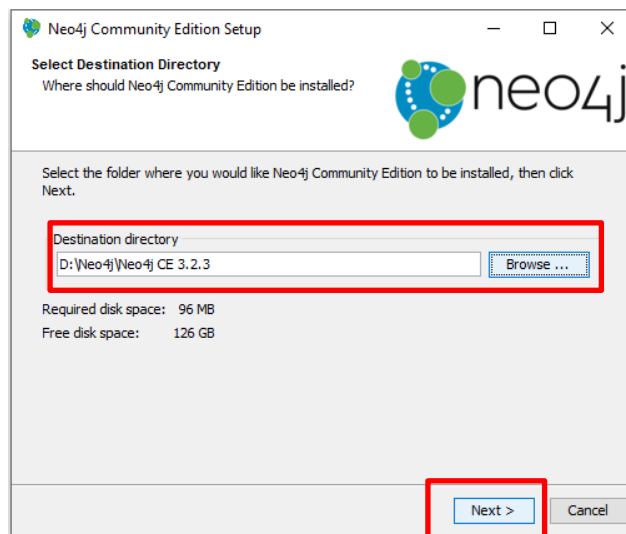 Neo4j Community Edition Setup
Select Destination Directory
Where should Neo4j Community Edition be installed?
neo4j
Select the folder where you would like Neo4j Community Edition to be installed, then click
Next.
Destination directory
D:\Neo4j\Neo4j CE 3.2.3
Browse ...
Required disk space: 96 MB
Free disk space: 126 GB
Next >
Cancel